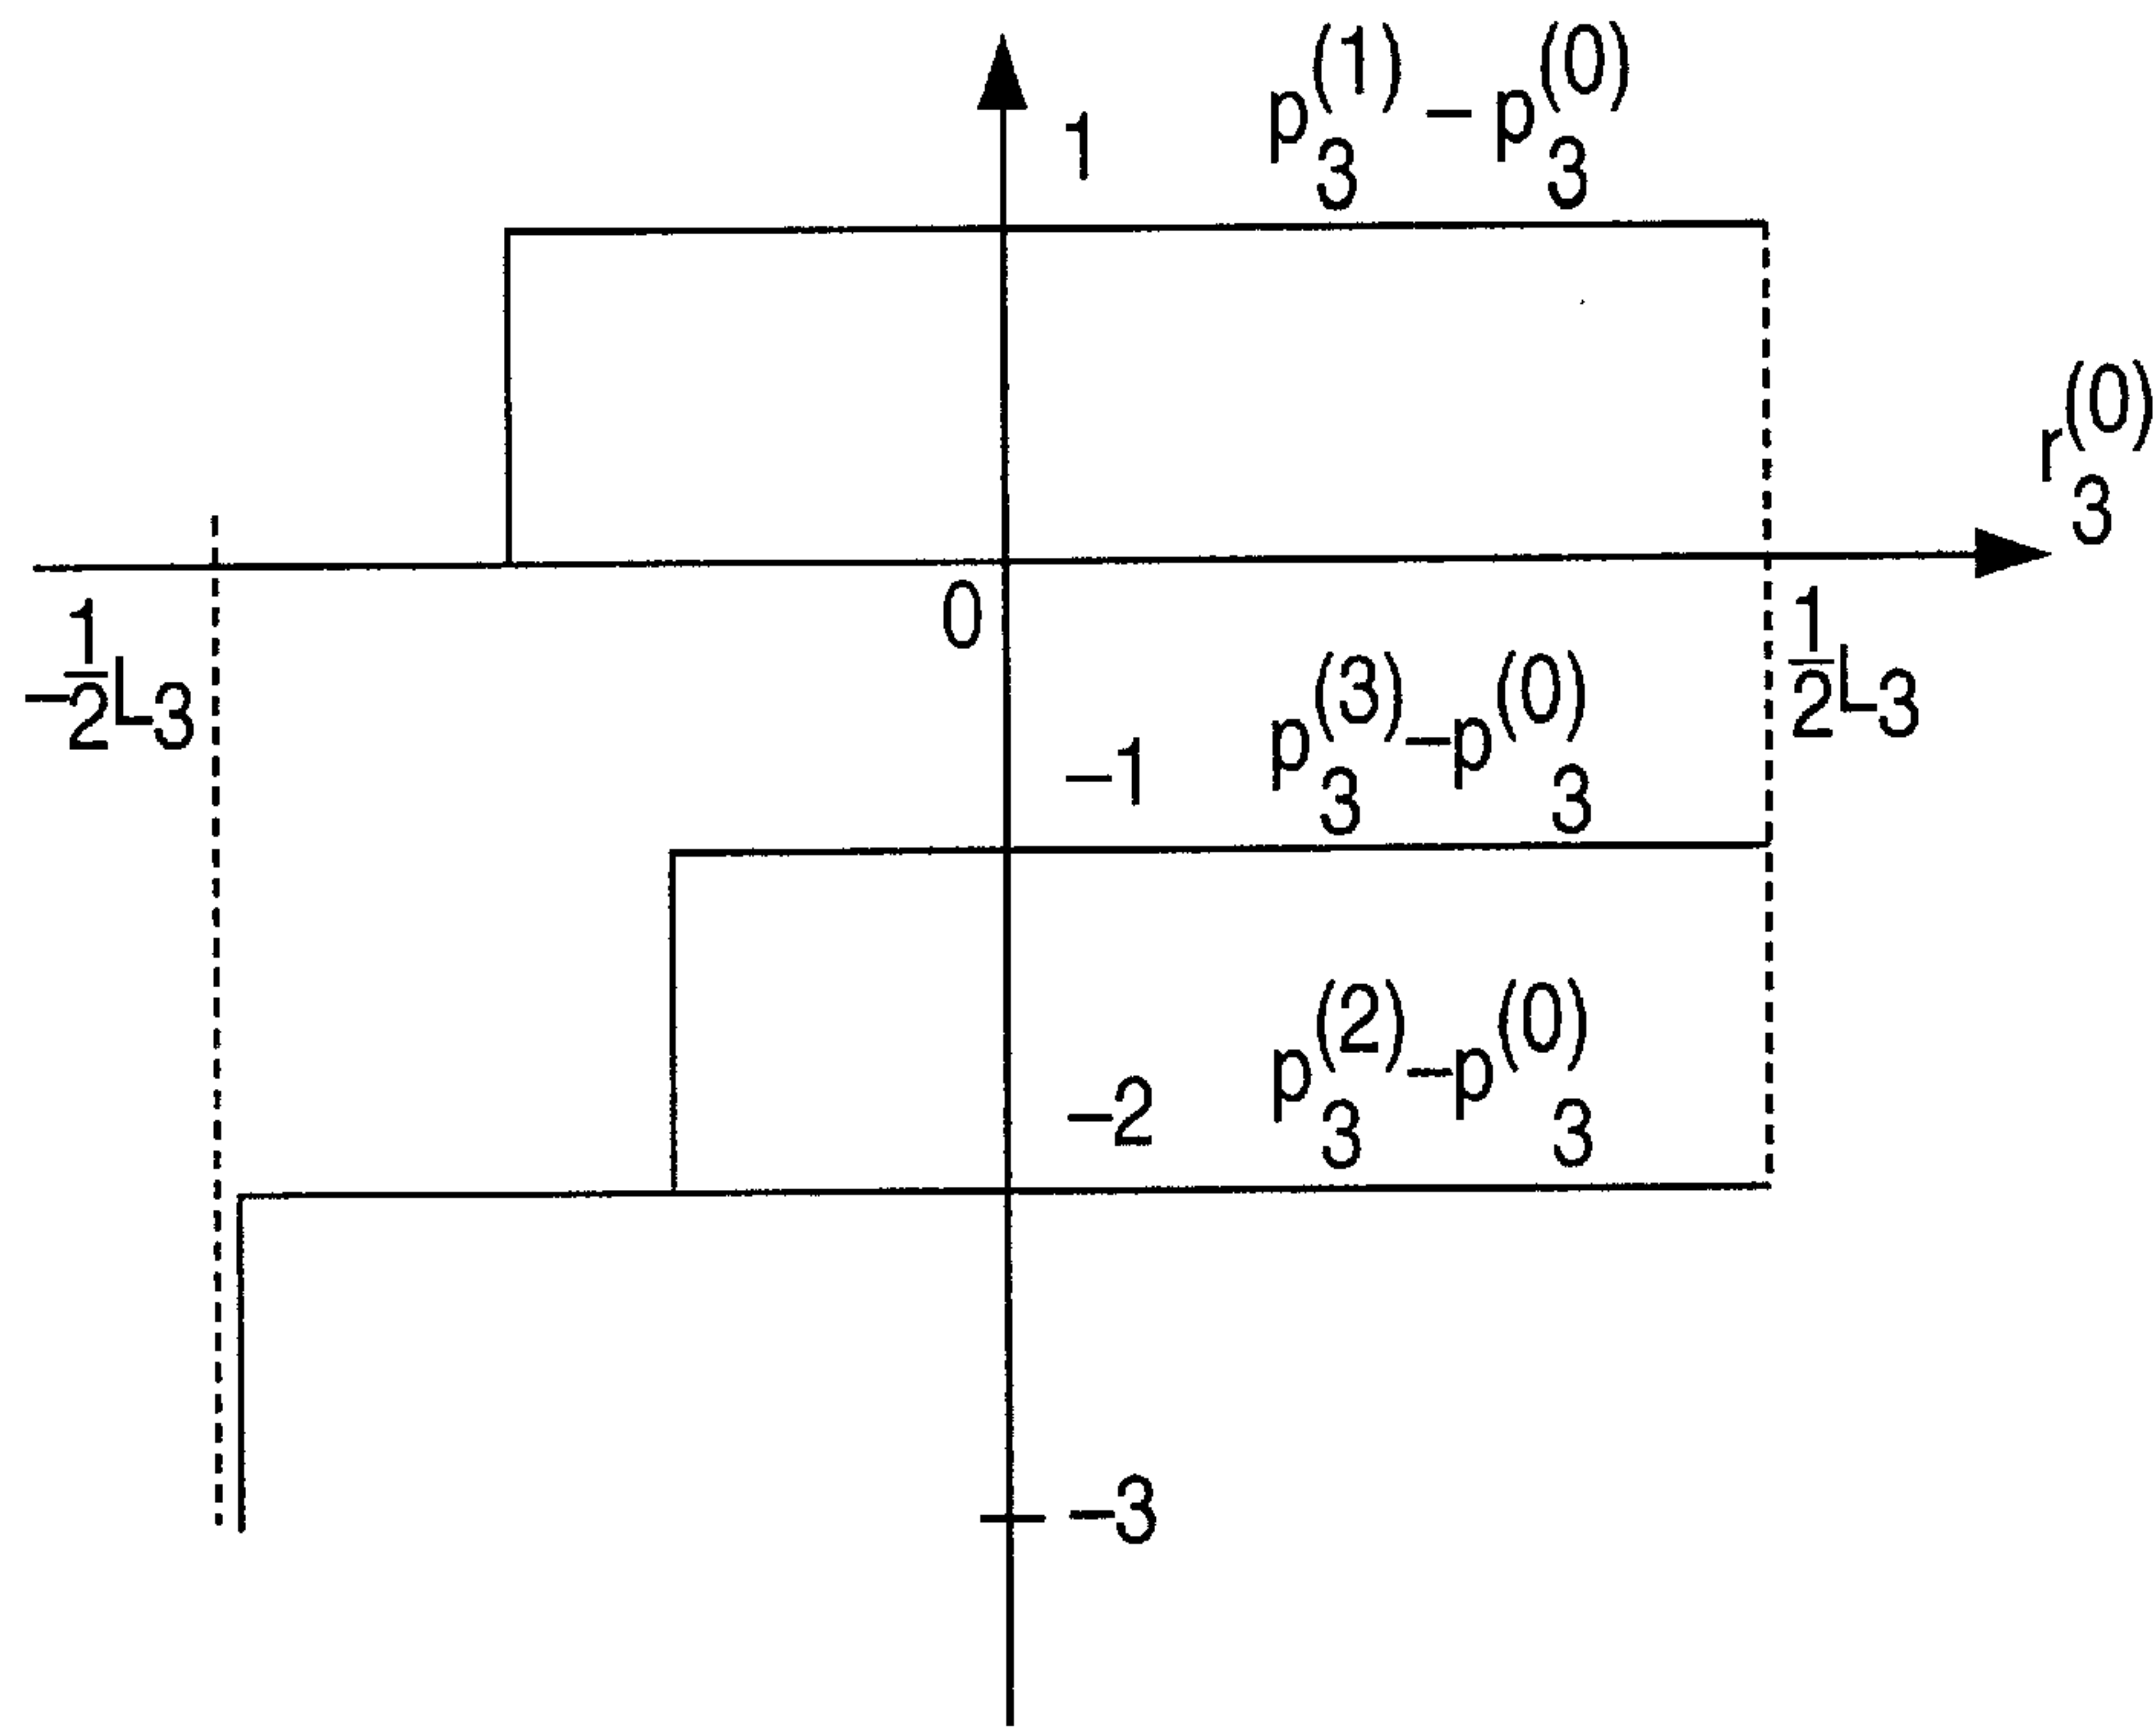 1
p₃⁽¹⁾ – p₃⁽⁰⁾
r₃⁽⁰⁾
0
–½L₃
½L₃
–1
p₃⁽³⁾–p₃⁽⁰⁾
–2
p₃⁽²⁾–p₃⁽⁰⁾
–3